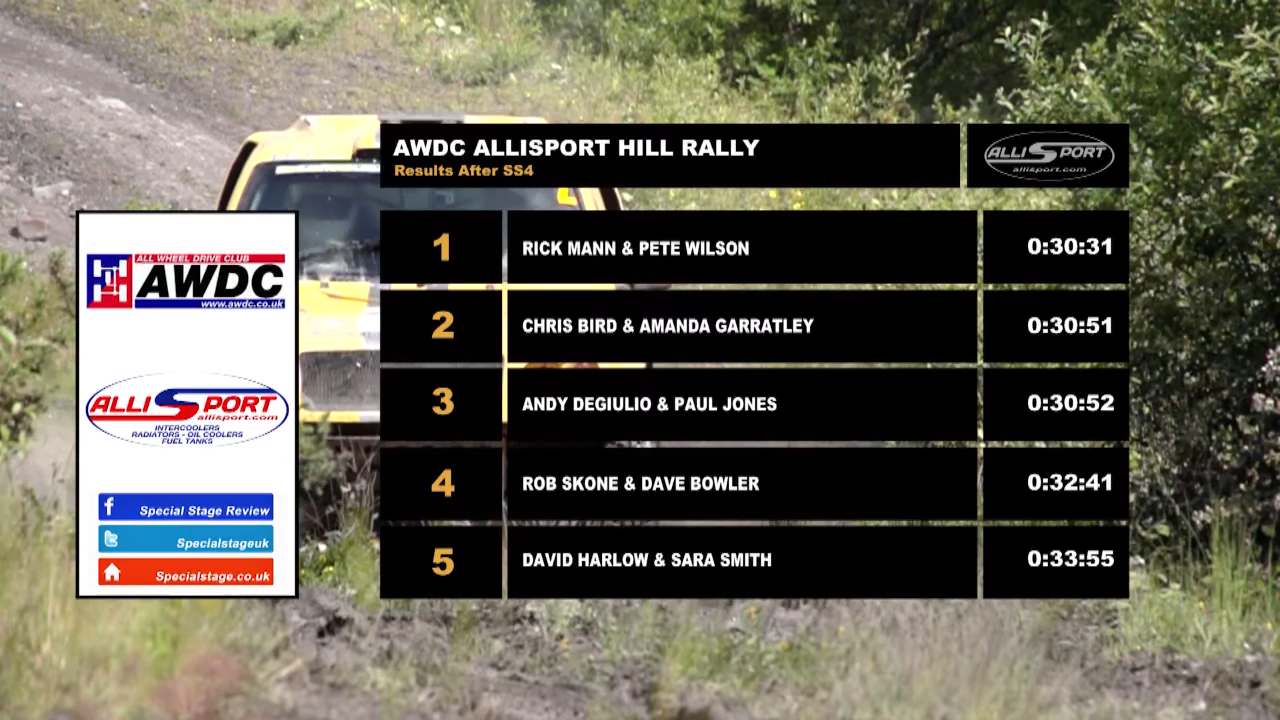 AWDC ALLISPORT HILL RALLY
Results After SS4
ALLISPORT
allisport.com
ALL WHEEL DRIVE CLUB
AWDC
www.awdc.co.uk
ALLISPORT
allisport.com
INTERCOOLERS
RADIATORS - OIL COOLERS
FUEL TANKS
Special Stage Review
Specialstageuk
Specialstage.co.uk
1 RICK MANN & PETE WILSON 0:30:31
2 CHRIS BIRD & AMANDA GARRATLEY 0:30:51
3 ANDY DEGIULIO & PAUL JONES 0:30:52
4 ROB SKONE & DAVE BOWLER 0:32:41
5 DAVID HARLOW & SARA SMITH 0:33:55